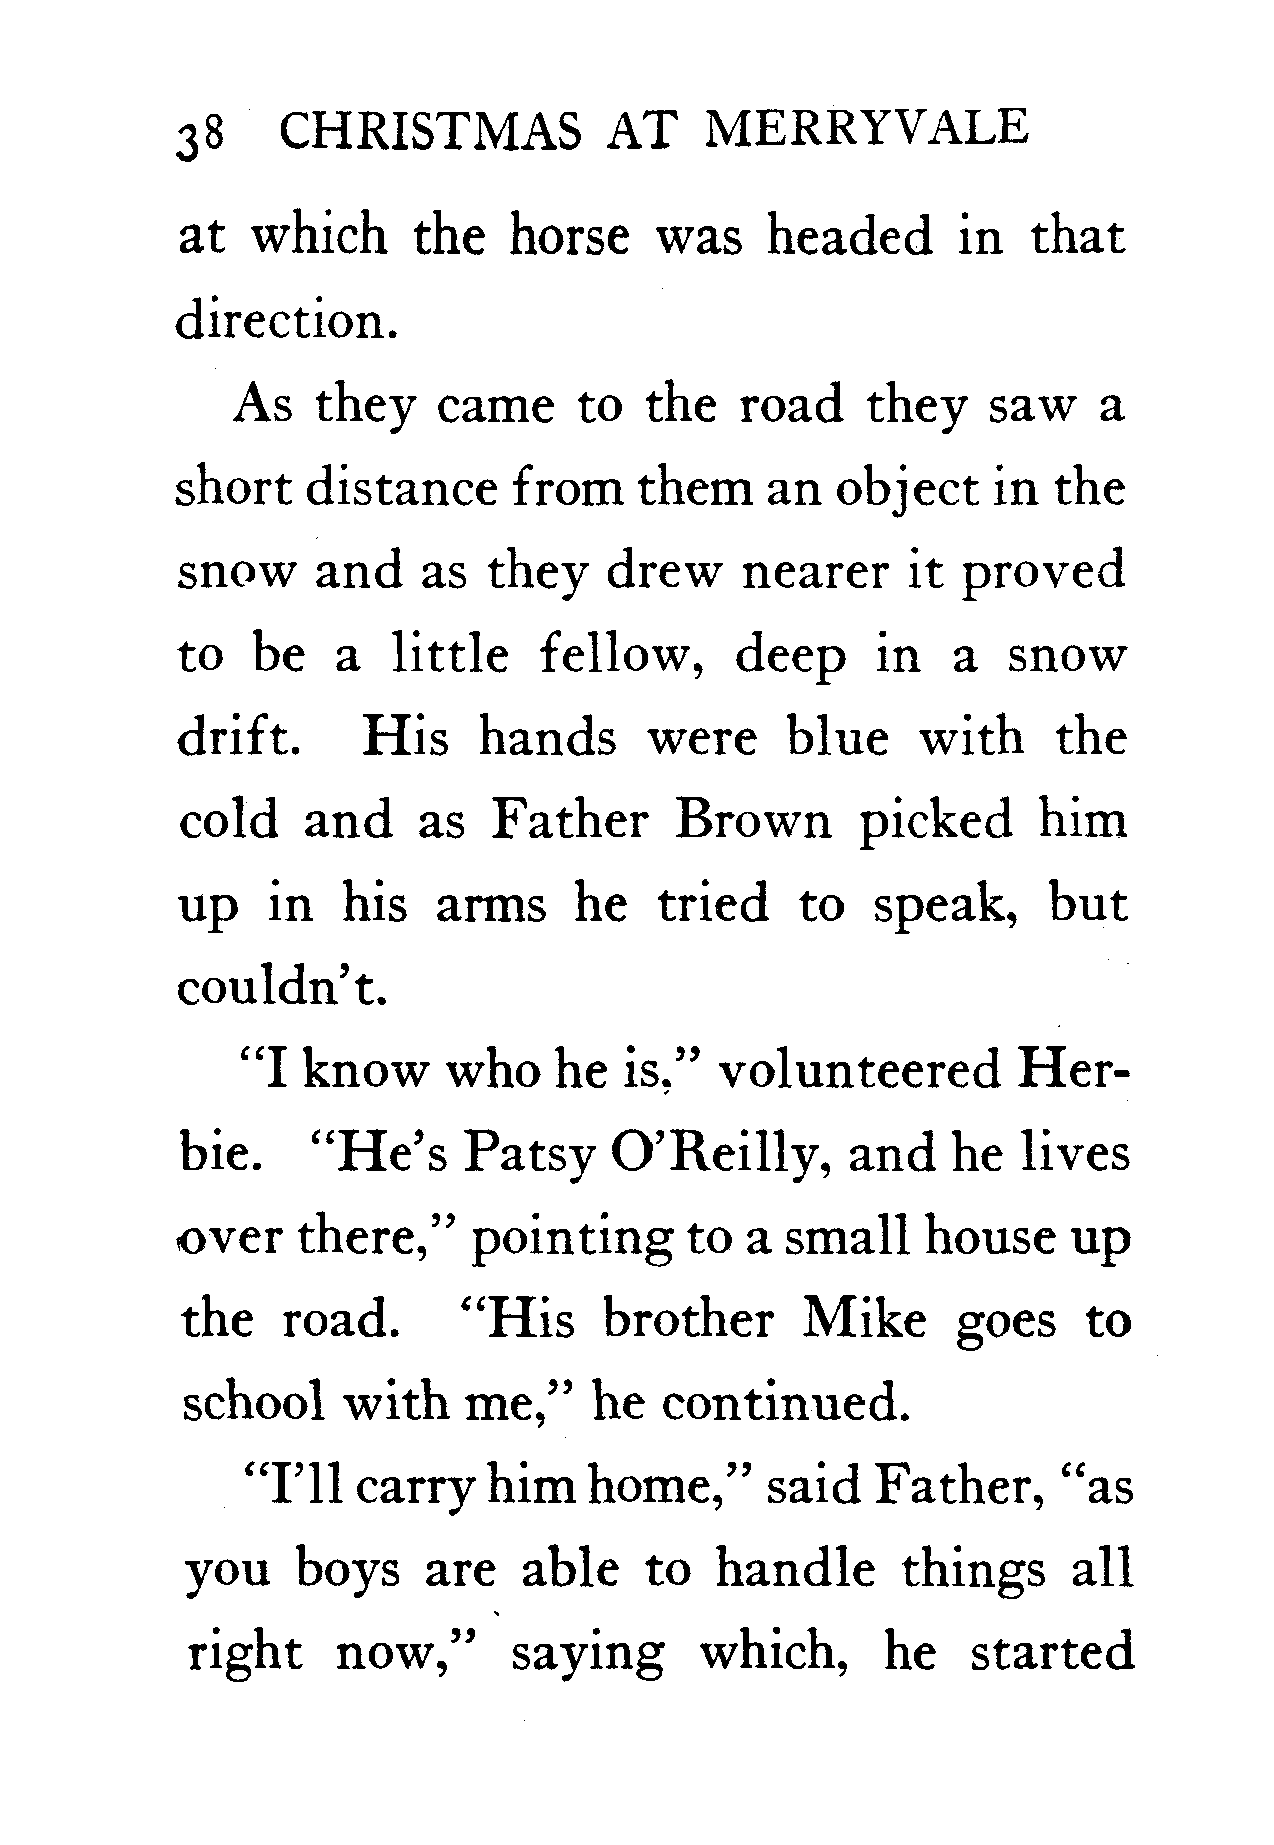 38 CHRISTMAS AT MERRYVALE
at which the horse was headed in that
direction.
As they came to the road they saw a
short distance from them an object in the
snow and as they drew nearer it proved
to be a little fellow, deep in a snow
drift. His hands were blue with the
cold and as Father Brown picked him
up in his arms he tried to speak, but
couldn't.
“I know who he is,” volunteered Her-
bie. “He's Patsy O'Reilly, and he lives
over there,” pointing to a small house up
the road. “His brother Mike goes to
school with me,” he continued.
“I'll carry him home,” said Father, “as
you boys are able to handle things all
right now,” saying which, he started